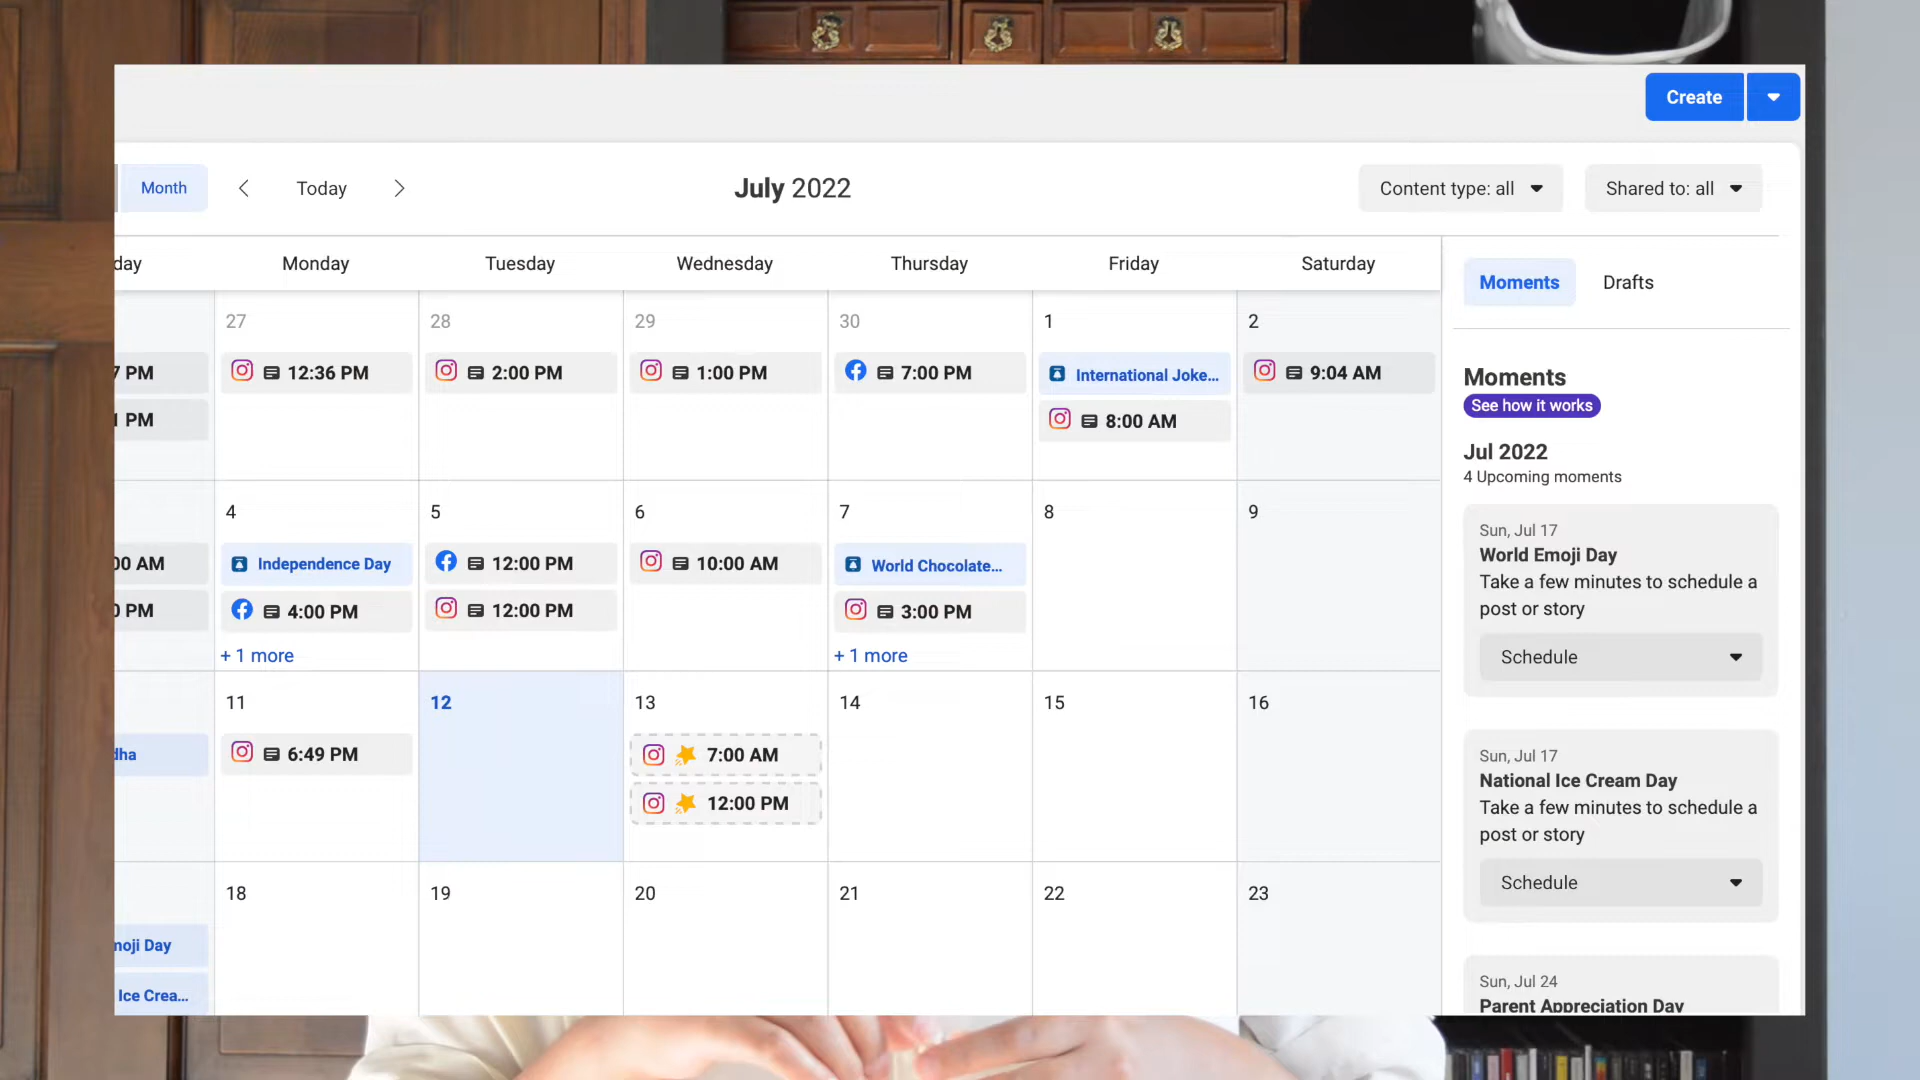 Create
Month
Today
July 2022
Content type: all
Shared to: all
day
Monday
Tuesday
Wednesday
Thursday
Friday
Saturday
Moments
Drafts
27
28
29
30
1
2
7 PM
12:36 PM
2:00 PM
1:00 PM
7:00 PM
International Joke...
9:04 AM
1 PM
8:00 AM
4
5
6
7
8
9
00 AM
Independence Day
12:00 PM
10:00 AM
World Chocolate...
0 PM
4:00 PM
12:00 PM
3:00 PM
+ 1 more
+ 1 more
11
12
13
14
15
16
dha
6:49 PM
7:00 AM
12:00 PM
18
19
20
21
22
23
moji Day
Ice Crea...
Moments
See how it works
Jul 2022
4 Upcoming moments
Sun, Jul 17
World Emoji Day
Take a few minutes to schedule a
post or story
Schedule
Sun, Jul 17
National Ice Cream Day
Take a few minutes to schedule a
post or story
Schedule
Sun, Jul 24
Parent Appreciation Day